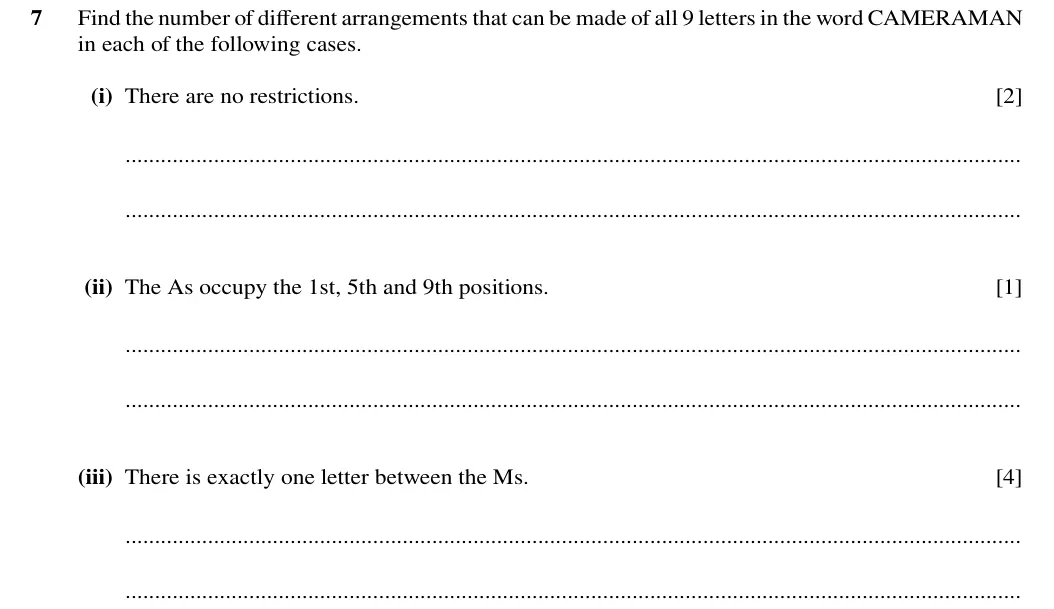 7 Find the number of different arrangements that can be made of all 9 letters in the word CAMERAMAN
in each of the following cases.
(i) There are no restrictions. [2]
(ii) The As occupy the 1st, 5th and 9th positions. [1]
(iii) There is exactly one letter between the Ms. [4]